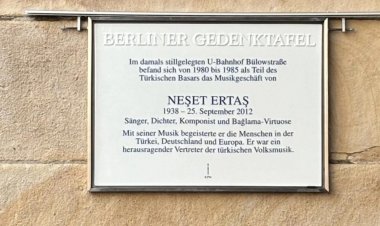 BERLINER GEDENKTAFEL
Im damals stillgelegten U-Bahnhof Bülowstraße
befand sich von 1980 bis 1985 als Teil des
Türkischen Basars das Musikgeschäft von
NEŞET ERTAŞ
1938 – 25. September 2012
Sänger, Dichter, Komponist und Bağlama-Virtuose
Mit seiner Musik begeisterte er die Menschen in der
Türkei, Deutschland und Europa. Er war ein
herausragender Vertreter der türkischen Volksmusik.